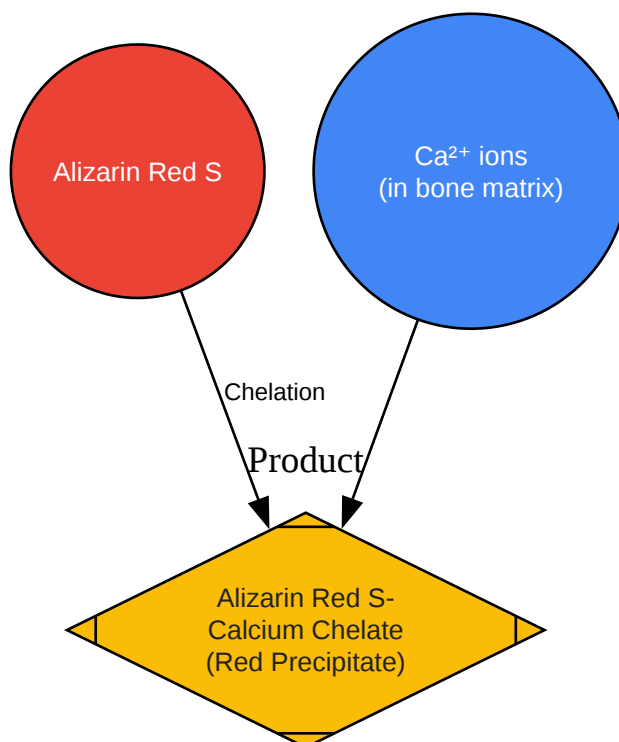 Alizarin Red S
Ca²⁺ ions
(in bone matrix)
Chelation
Product
Alizarin Red S-
Calcium Chelate
(Red Precipitate)